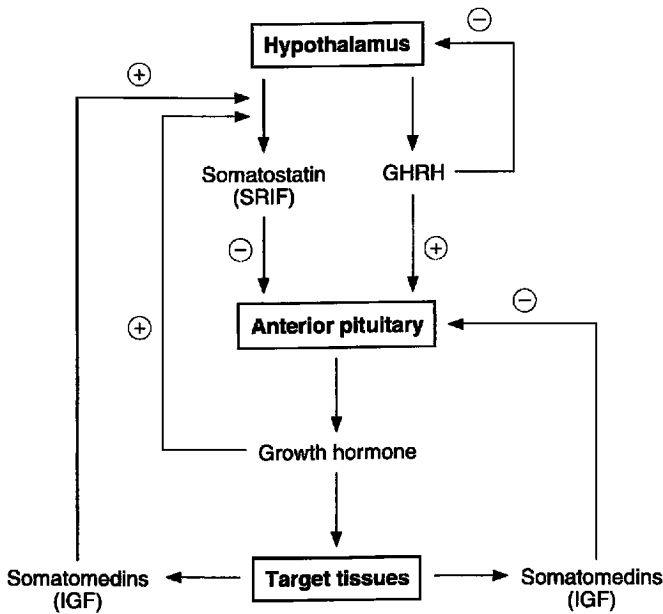 −
Hypothalamus
+
Somatostatin
(SRIF)
GHRH
−
+
+
Anterior pituitary
−
Growth hormone
Somatomedins
(IGF)
Target tissues
Somatomedins
(IGF)